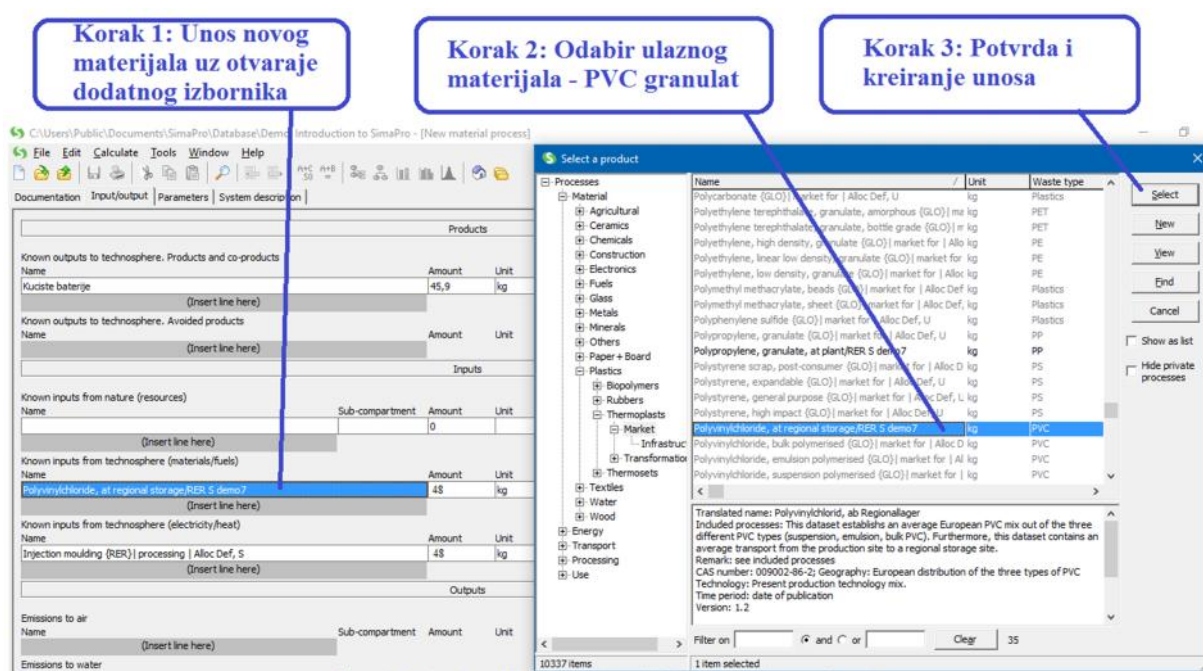 Korak 1: Unos novog
materijala uz otvaraje
dodatnog izbornika
Korak 2: Odabir ulaznog
materijala - PVC granulat
Korak 3: Potvrda i
kreiranje unosa
C:\Users\Public\Documents\SimaPro\Database\Demo; Introduction to SimaPro - [New material process]
File Edit Calculate Tools Window Help
Documentation Input/output Parameters System description
Products
Known outputs to technosphere. Products and co-products
Name Amount Unit
Kuciste baterije 45,9 kg
(Insert line here)
Known outputs to technosphere. Avoided products
Name Amount Unit
(Insert line here)
Inputs
Known inputs from nature (resources)
Name Sub-compartment Amount Unit
0
(Insert line here)
Known inputs from technosphere (materials/fuels)
Name Amount Unit
Polyvinylchloride, at regional storage/RER S demo7 48 kg
(Insert line here)
Known inputs from technosphere (electricity/heat)
Name Amount Unit
Injection moulding {RER}| processing | Alloc Def, S 48 kg
(Insert line here)
Outputs
Emissions to air
Name Sub-compartment Amount Unit
(Insert line here)
Emissions to water
Select a product
Processes
Material
Agricultural
Ceramics
Chemicals
Construction
Electronics
Fuels
Glass
Metals
Minerals
Others
Paper + Board
Plastics
Biopolymers
Rubbers
Thermoplasts
Market
Infrastruc
Transformation
Thermosets
Textiles
Water
Wood
Energy
Transport
Processing
Use
Name / Unit Waste type
Polycarbonate {GLO}| market for | Alloc Def, U kg Plastics
Polyethylene terephthalate, granulate, amorphous {GLO}| ma kg PET
Polyethylene terephthalate, granulate, bottle grade {GLO}| m kg PET
Polyethylene, high density, granulate {GLO}| market for | Allo kg PE
Polyethylene, linear low density, granulate {GLO}| market for kg PE
Polyethylene, low density, granulate {GLO}| market for | Alloc kg PE
Polymethyl methacrylate, beads {GLO}| market for | Alloc Def kg Plastics
Polymethyl methacrylate, sheet {GLO}| market for | Alloc Def, kg Plastics
Polyphenylene sulfide {GLO}| market for | Alloc Def, U kg Plastics
Polypropylene, granulate {GLO}| market for | Alloc Def, U kg PP
Polypropylene, granulate, at plant/RER S demo7 kg PP
Polystyrene scrap, post-consumer {GLO}| market for | Alloc D kg PS
Polystyrene, expandable {GLO}| market for | Alloc Def, U kg PS
Polystyrene, general purpose {GLO}| market for | Alloc Def, U kg PS
Polystyrene, high impact {GLO}| market for | Alloc Def, U kg PS
Polyvinylchloride, at regional storage/RER S demo7 kg PVC
Polyvinylchloride, bulk polymerised {GLO}| market for | Alloc D kg PVC
Polyvinylchloride, emulsion polymerised {GLO}| market for | Al kg PVC
Polyvinylchloride, suspension polymerised {GLO}| market for | kg PVC
Translated name: Polyvinylchlorid, ab Regionallager
Included processes: This dataset establishs an average European PVC mix out of the three
different PVC types (suspension, emulsion, bulk PVC). Furthermore, this dataset contains an
average transport from the production site to a regional storage site.
Remark: see included processes
CAS number: 009002-86-2; Geography: European distribution of the three types of PVC
Technology: Present production technology mix.
Time period: date of publication
Version: 1.2
Filter on and or Clear 35
10337 items 1 item selected
Select
New
View
Find
Cancel
Show as list
Hide private
processes